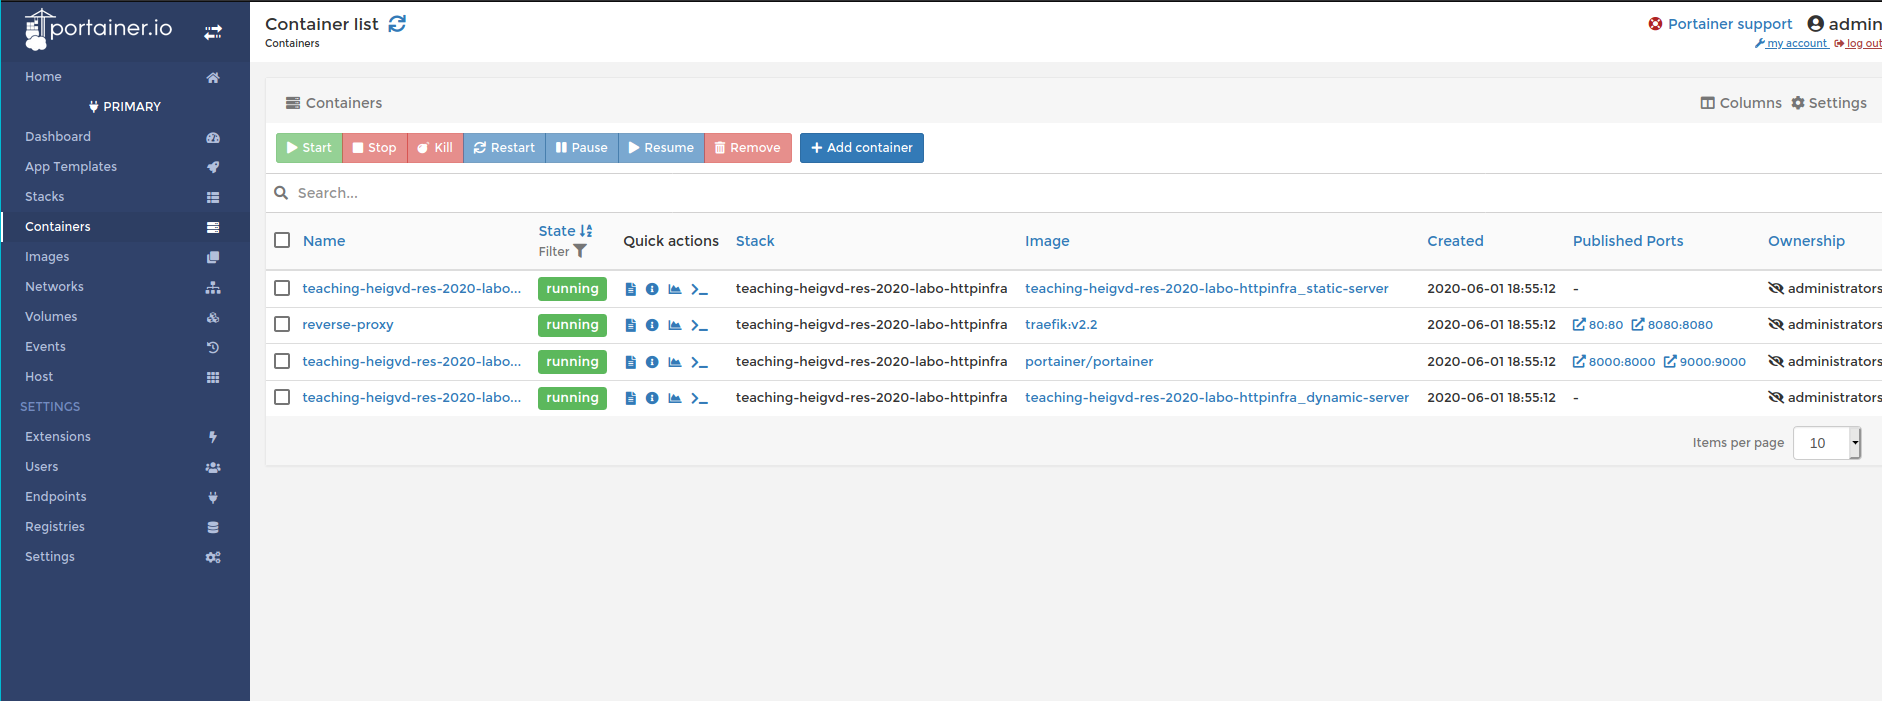 portainer.io
Home
PRIMARY
Dashboard
App Templates
Stacks
Containers
Images
Networks
Volumes
Events
Host
SETTINGS
Extensions
Users
Endpoints
Registries
Settings
Container list
Containers
Portainer support admin
my account log out
Containers
Columns Settings
Start Stop Kill Restart Pause Resume Remove Add container
Search...
Name State Filter Quick actions Stack Image Created Published Ports Ownership
teaching-heigvd-res-2020-labo... running teaching-heigvd-res-2020-labo-httpinfra teaching-heigvd-res-2020-labo-httpinfra_static-server 2020-06-01 18:55:12 - administrators
reverse-proxy running teaching-heigvd-res-2020-labo-httpinfra traefik:v2.2 2020-06-01 18:55:12 80:80 8080:8080 administrators
teaching-heigvd-res-2020-labo... running teaching-heigvd-res-2020-labo-httpinfra portainer/portainer 2020-06-01 18:55:12 8000:8000 9000:9000 administrators
teaching-heigvd-res-2020-labo... running teaching-heigvd-res-2020-labo-httpinfra teaching-heigvd-res-2020-labo-httpinfra_dynamic-server 2020-06-01 18:55:12 - administrators
Items per page 10